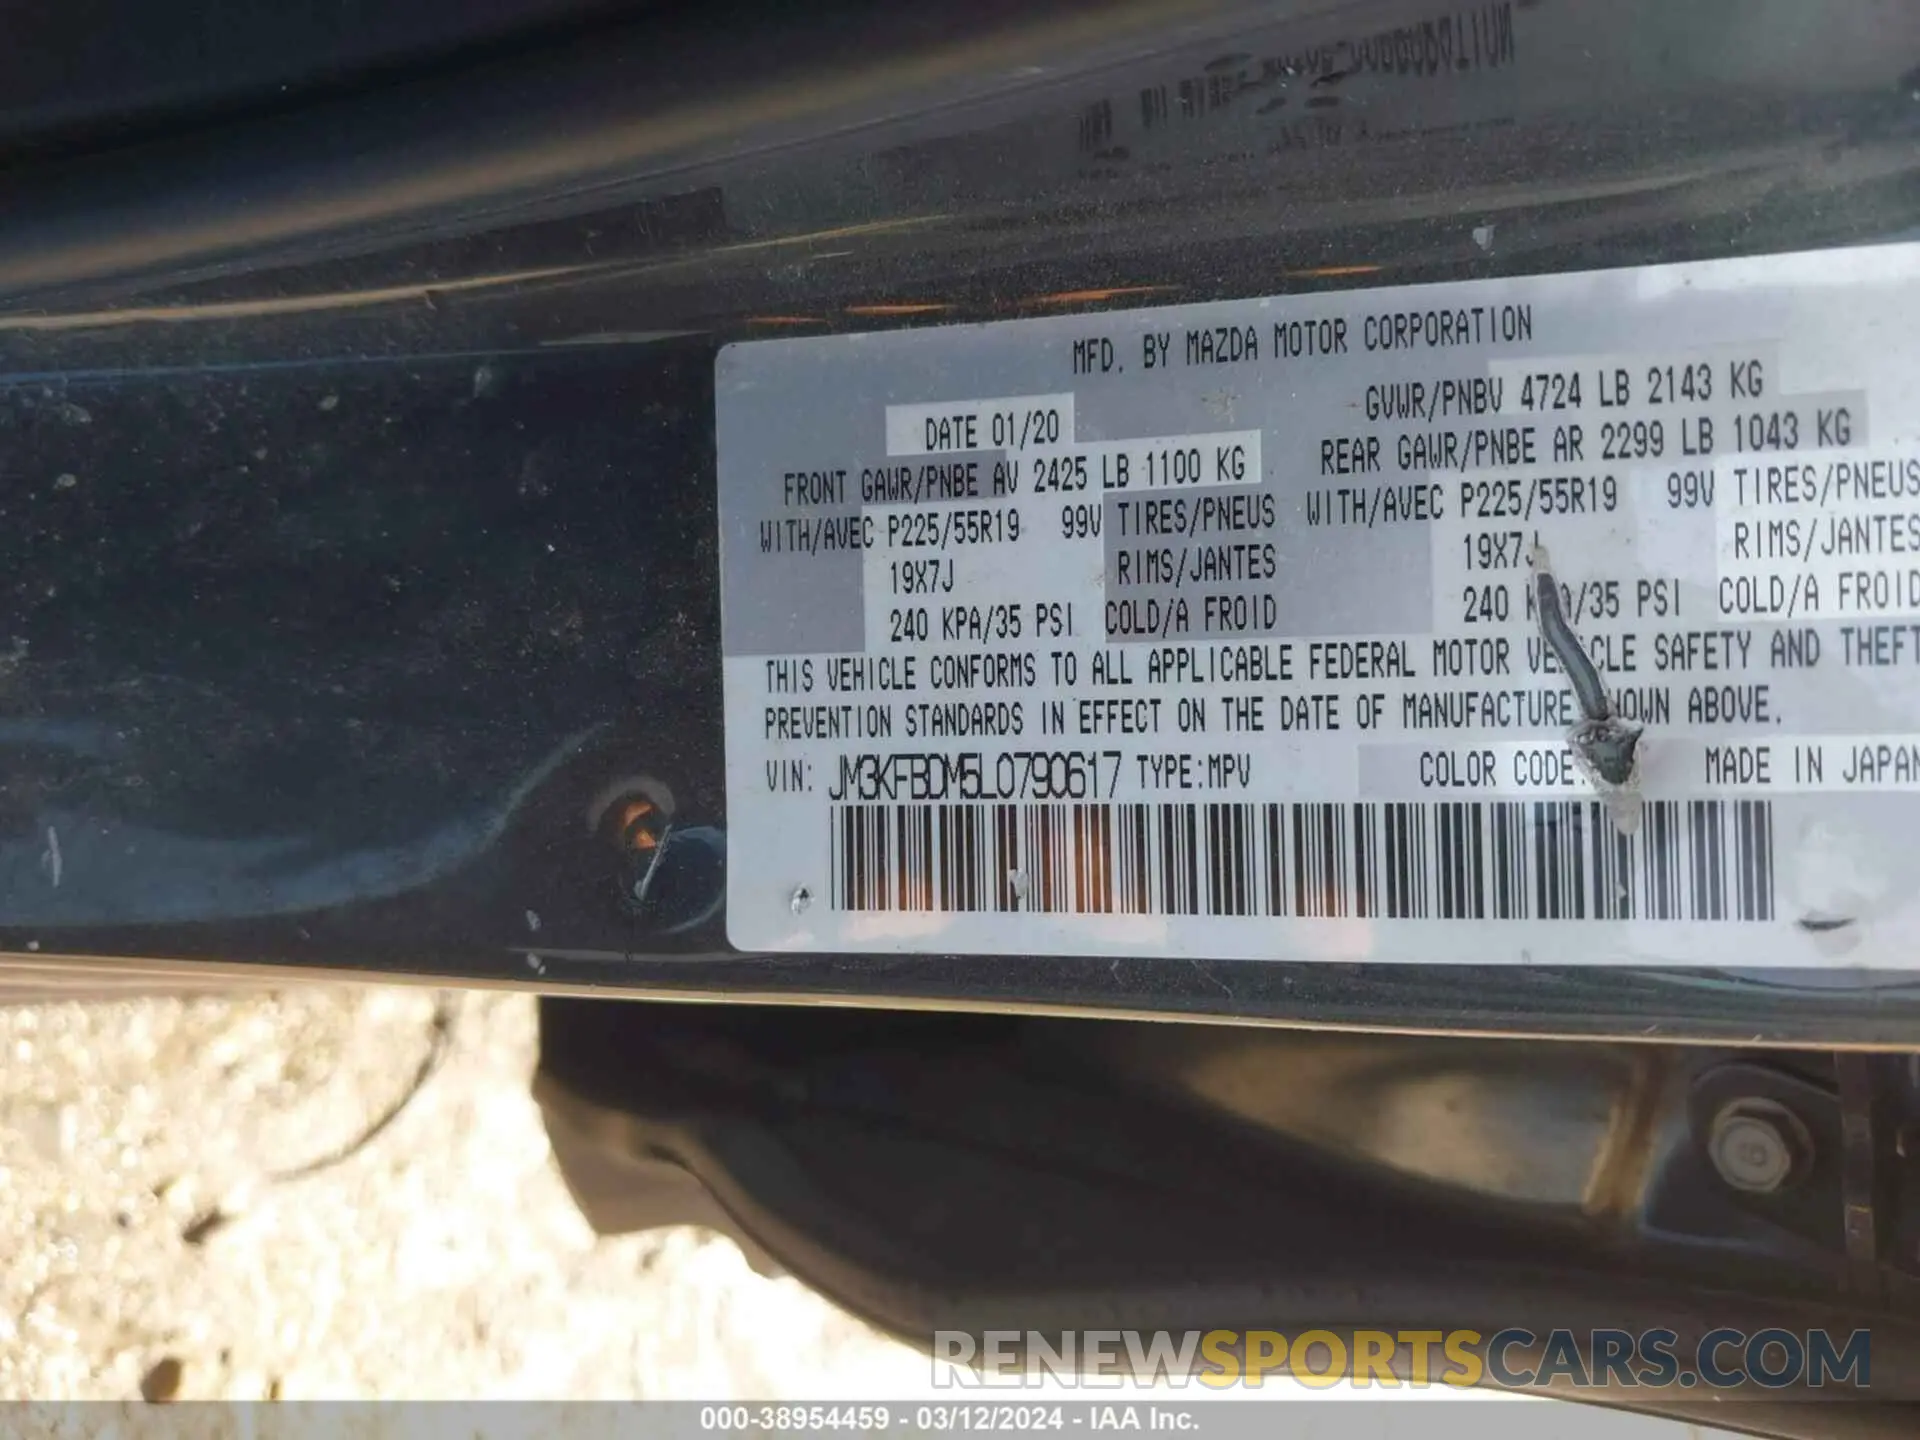 MFD. BY MAZDA MOTOR CORPORATION
DATE 01/20
GVWR/PNBV 4724 LB 2143 KG
FRONT GAWR/PNBE AV 2425 LB 1100 KG
REAR GAWR/PNBE AR 2299 LB 1043 KG
WITH/AVEC P225/55R19 99V TIRES/PNEUS
WITH/AVEC P225/55R19 99V TIRES/PNEUS
19X7J RIMS/JANTES
19X7J RIMS/JANTES
240 KPA/35 PSI COLD/A FROID
240 /35 PSI COLD/A FROID
THIS VEHICLE CONFORMS TO ALL APPLICABLE FEDERAL MOTOR VEHICLE SAFETY AND THEFT
PREVENTION STANDARDS IN EFFECT ON THE DATE OF MANUFACTURE SHOWN ABOVE.
VIN: JM3KFBDM5L0790617 TYPE:MPV COLOR CODE: MADE IN JAPAN
RENEWSPORTSCARS.COM
000-38954459 - 03/12/2024 - IAA Inc.